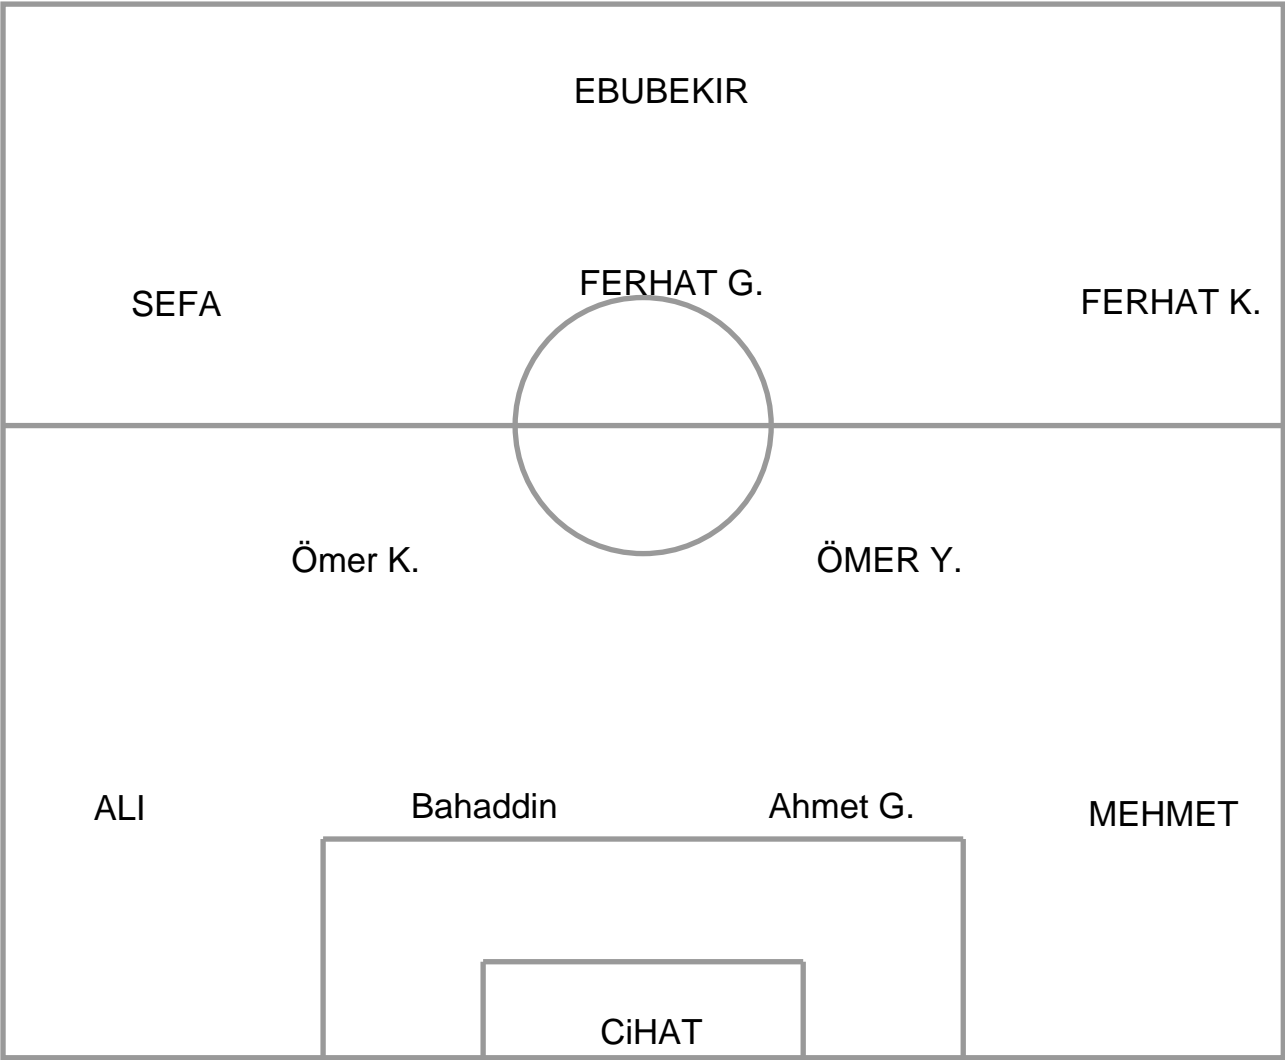 EBUBEKIR
SEFA
FERHAT G.
FERHAT K.
Ömer K.
ÖMER Y.
ALI
Bahaddin
Ahmet G.
MEHMET
CiHAT